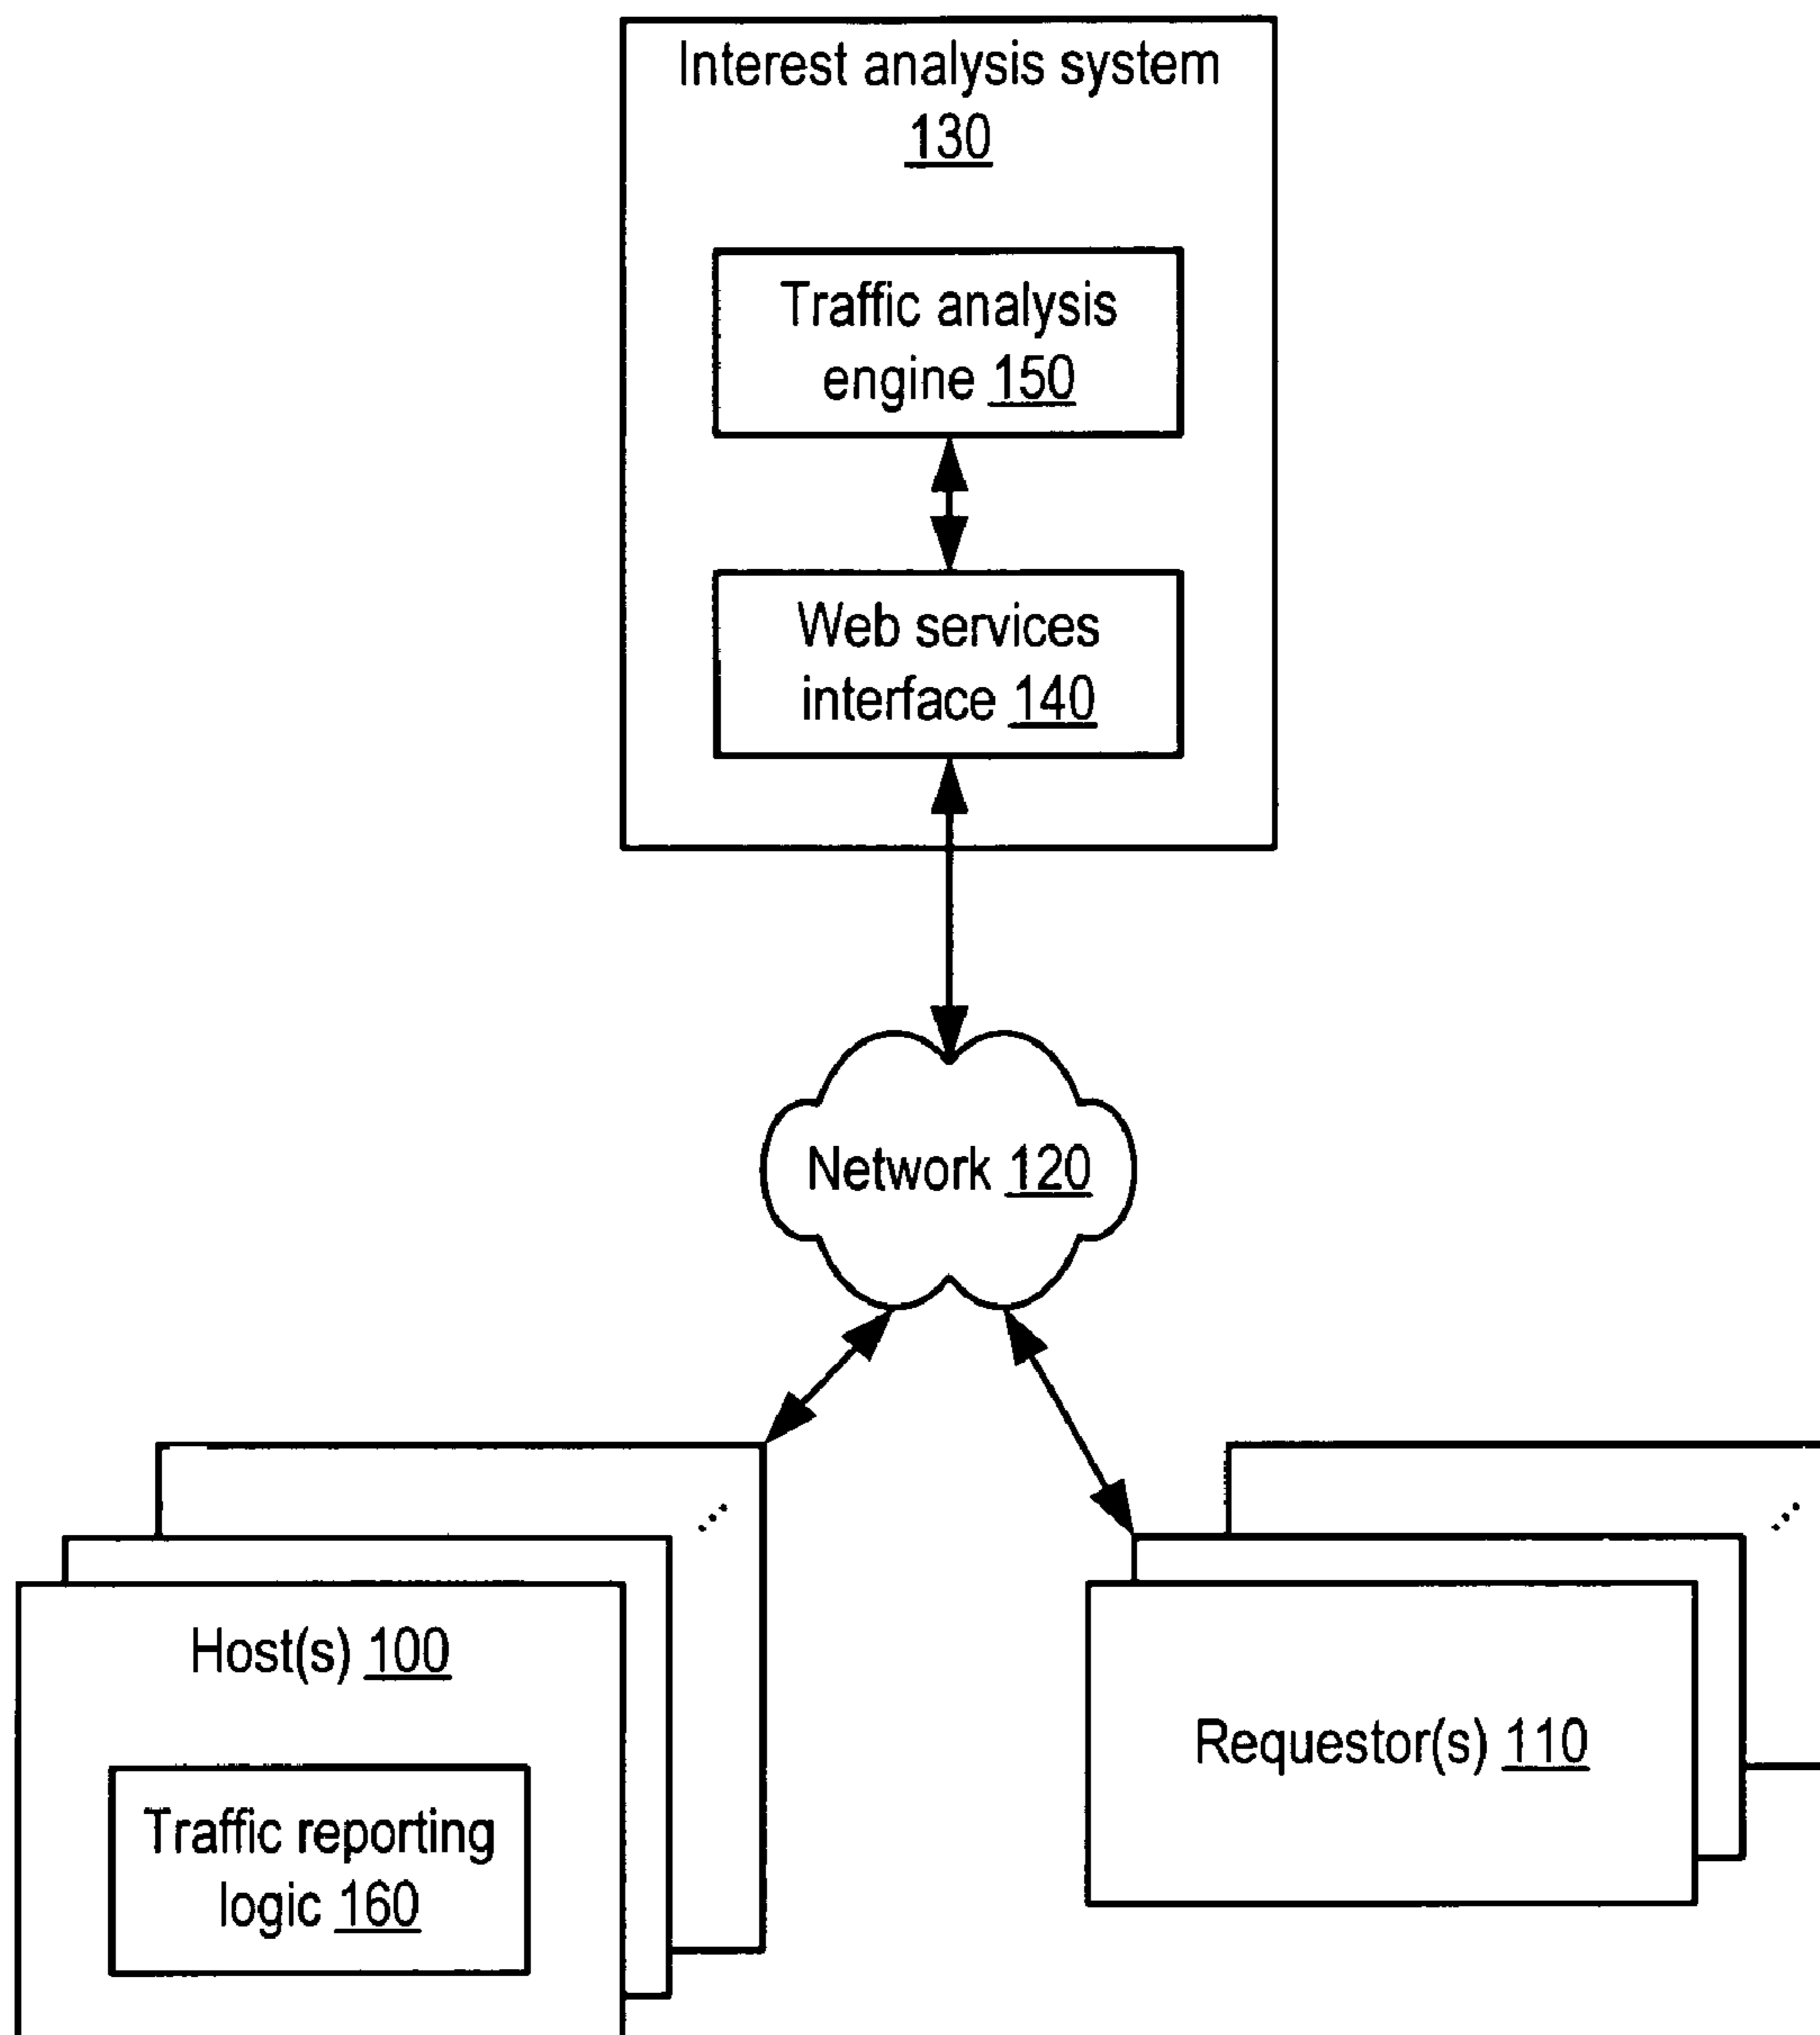 Interest analysis system
130
Traffic analysis
engine 150
Web services
interface 140
Network 120
Host(s) 100
Traffic reporting
logic 160
Requestor(s) 110